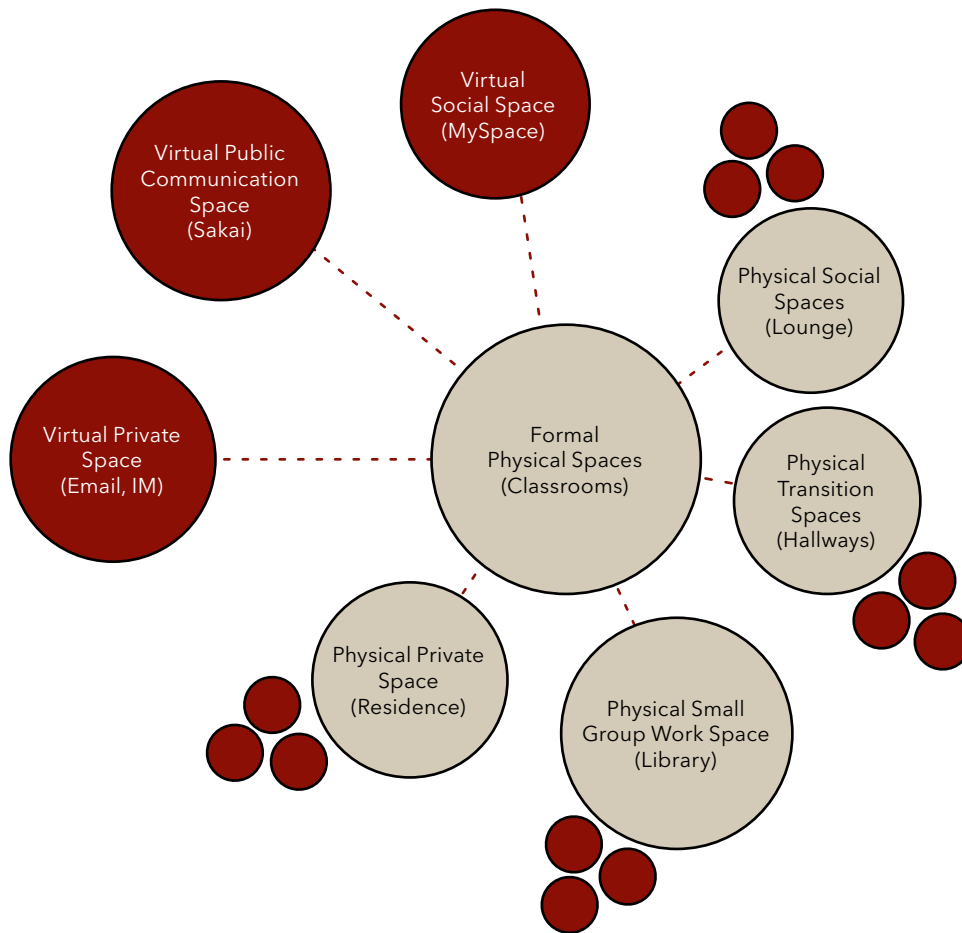 Virtual
Social Space
(MySpace)
Virtual Public
Communication
Space
(Sakai)
Physical Social
Spaces
(Lounge)
Virtual Private
Space
(Email, IM)
Formal
Physical Spaces
(Classrooms)
Physical
Transition
Spaces
(Hallways)
Physical Private
Space
(Residence)
Physical Small
Group Work Space
(Library)